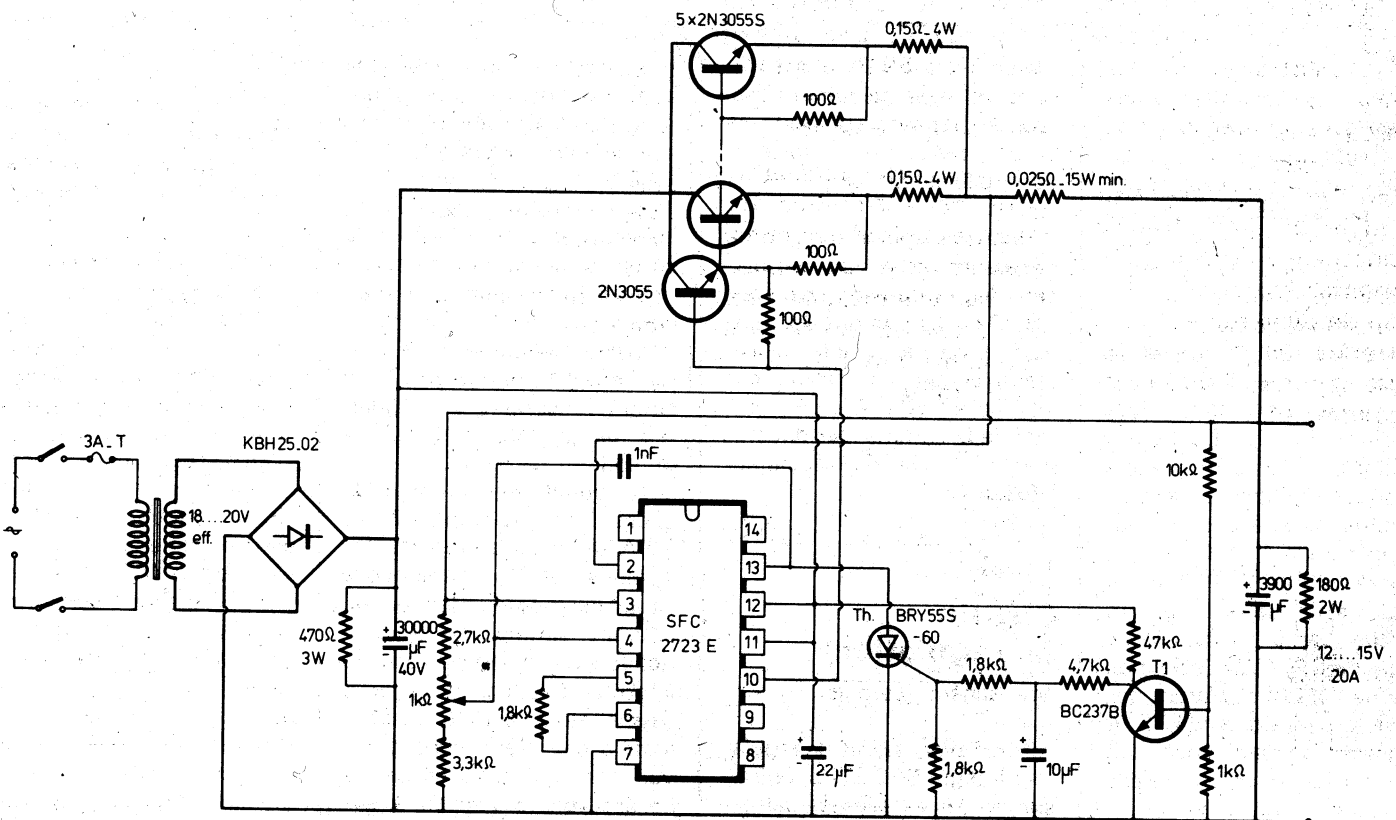 5x2N3055S
0,15Ω_4W
100Ω
0,15Ω_4W
0,025Ω_15W min.
100Ω
2N3055
100Ω
3A_T
KBH25.02
1nF
10kΩ
18....20V
eff.
1
2
3
4
5
6
7
14
13
12
11
10
9
8
SFC
2723 E
Th.
BRY55S
-60
470Ω
3W
+
30000
µF
-
40V
2,7kΩ
*
1kΩ
3,3kΩ
1,8kΩ
+
-
22µF
1,8kΩ
1,8kΩ
4,7kΩ
+
-
10µF
47kΩ
T1
BC237B
1kΩ
+
3900
-
µF
180Ω
2W
12....15V
20A